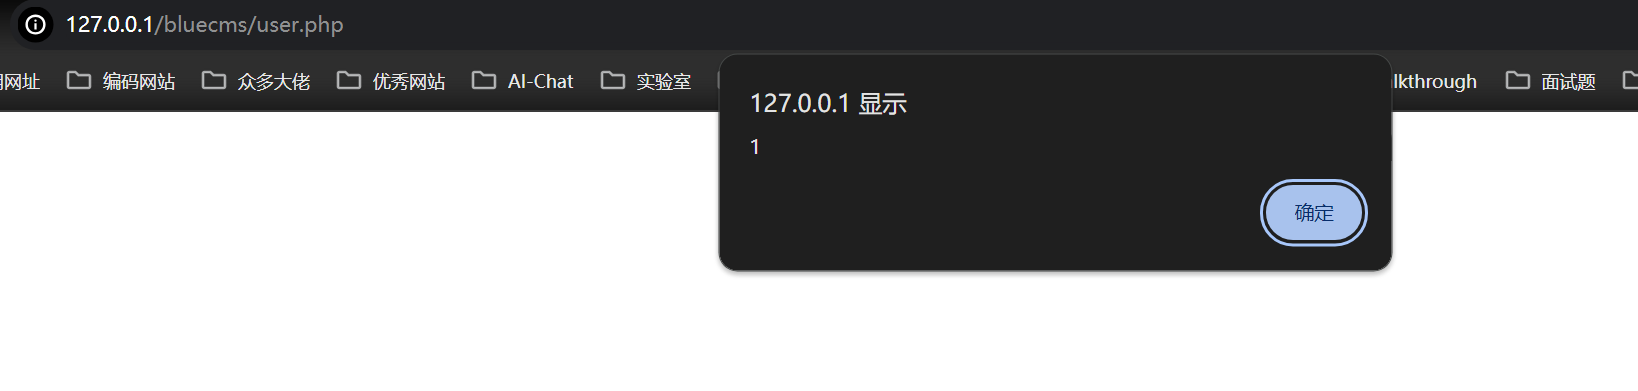 127.0.0.1/bluecms/user.php
网址 编码网站 众多大佬 优秀网站 AI-Chat 实验室 lkthrough 面试题
127.0.0.1 显示
1
确定